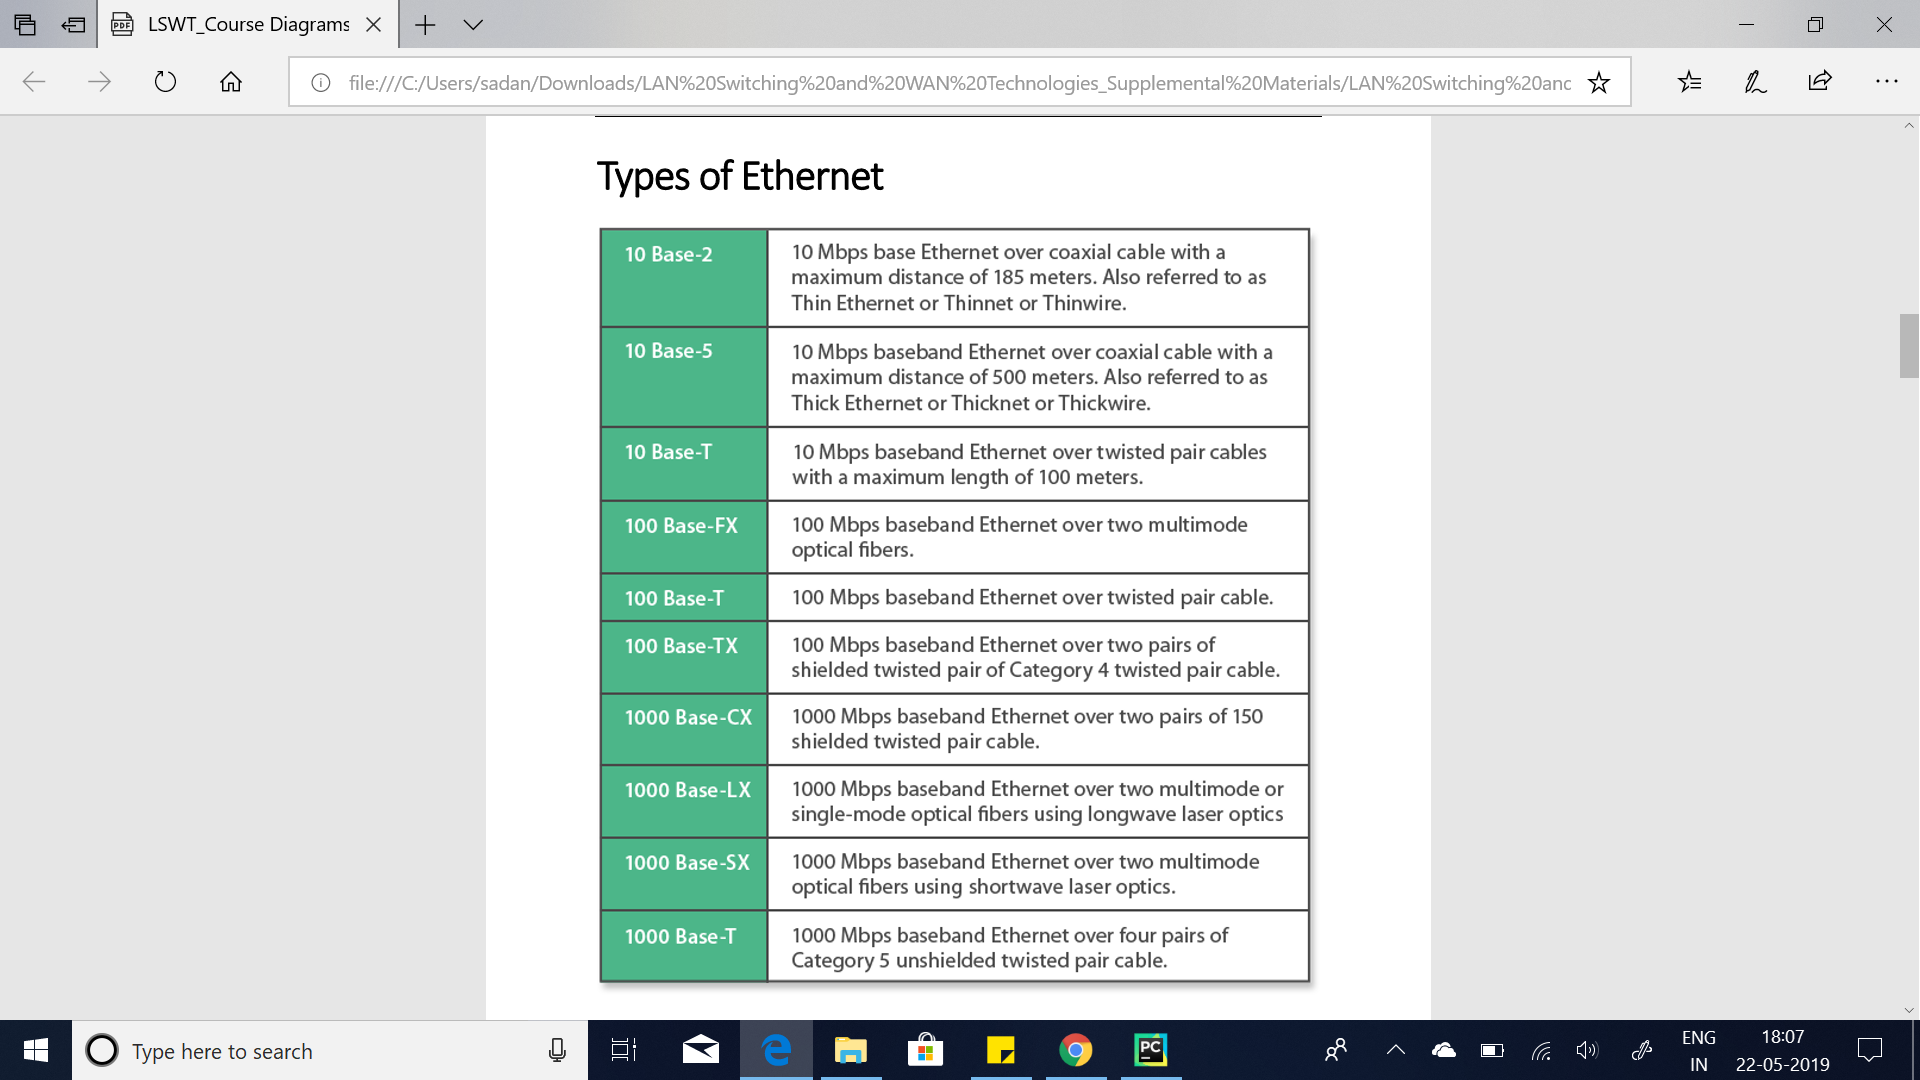 LSWT_Course Diagrams
file:///C:/Users/sadan/Downloads/LAN%20Switching%20and%20WAN%20Technologies_Supplemental%20Materials/LAN%20Switching%20and
Types of Ethernet
10 Base-2
10 Mbps base Ethernet over coaxial cable with a
maximum distance of 185 meters. Also referred to as
Thin Ethernet or Thinnet or Thinwire.
10 Base-5
10 Mbps baseband Ethernet over coaxial cable with a
maximum distance of 500 meters. Also referred to as
Thick Ethernet or Thicknet or Thickwire.
10 Base-T
10 Mbps baseband Ethernet over twisted pair cables
with a maximum length of 100 meters.
100 Base-FX
100 Mbps baseband Ethernet over two multimode
optical fibers.
100 Base-T
100 Mbps baseband Ethernet over twisted pair cable.
100 Base-TX
100 Mbps baseband Ethernet over two pairs of
shielded twisted pair of Category 4 twisted pair cable.
1000 Base-CX
1000 Mbps baseband Ethernet over two pairs of 150
shielded twisted pair cable.
1000 Base-LX
1000 Mbps baseband Ethernet over two multimode or
single-mode optical fibers using longwave laser optics
1000 Base-SX
1000 Mbps baseband Ethernet over two multimode
optical fibers using shortwave laser optics.
1000 Base-T
1000 Mbps baseband Ethernet over four pairs of
Category 5 unshielded twisted pair cable.
Type here to search
PC
ENG
IN
18:07
22-05-2019